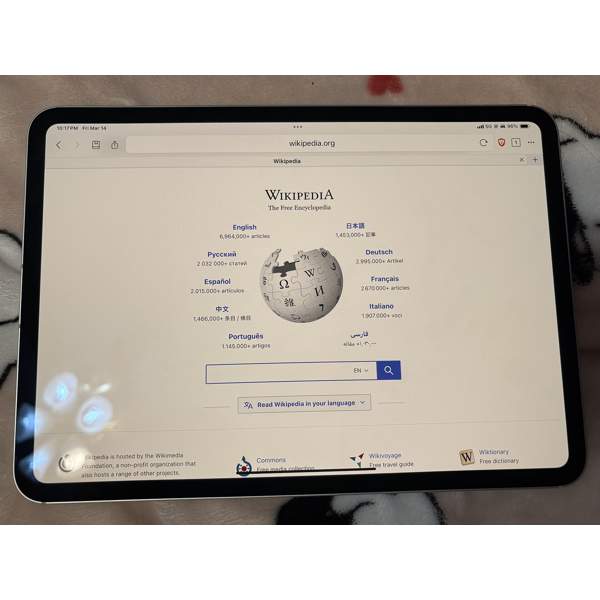 10:17 PM Fri Mar 14
5G 96%
wikipedia.org
1
Wikipedia
WIKIPEDIA
The Free Encyclopedia
English
6,964,000+ articles
日本語
1,453,000+ 記事
Русский
2 032 000+ статей
Deutsch
2.995.000+ Artikel
Español
2.015.000+ artículos
Français
2 670 000+ articles
中文
1,466,000+ 条目 / 條目
Italiano
1.907.000+ voci
Português
1.145.000+ artigos
فارسی
مقاله
Ω W 維 И
EN
Read Wikipedia in your language
Wikipedia is hosted by the Wikimedia
Foundation, a non-profit organization that
also hosts a range of other projects.
Commons
Free media collection
Wikivoyage
Free travel guide
W
Wiktionary
Free dictionary